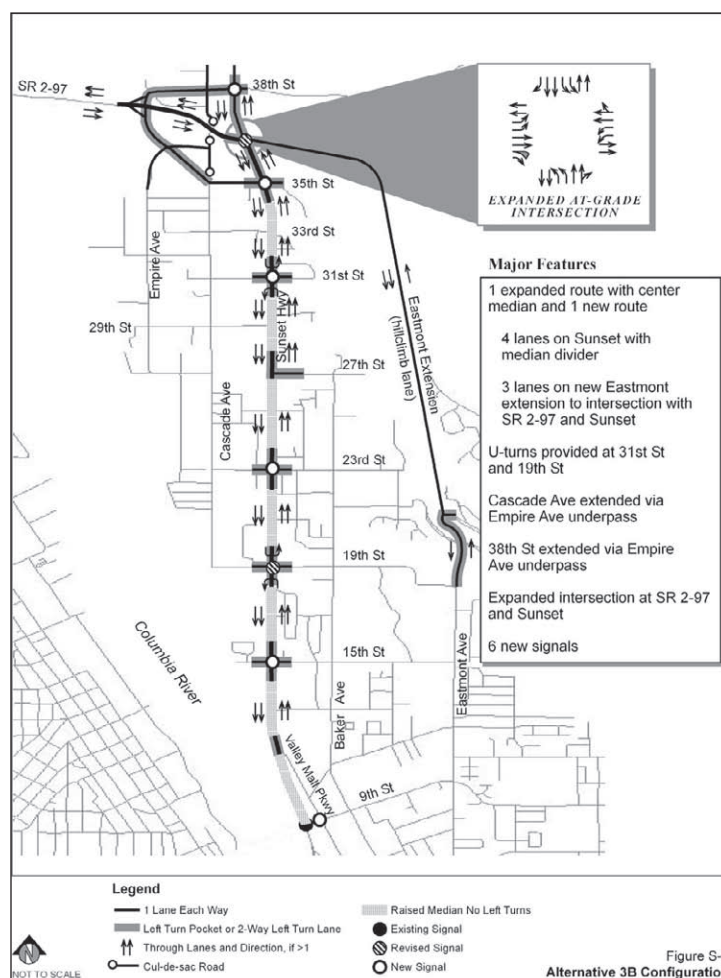 SR 2-97
38th St
35th St
33rd St
31st St
29th St
27th St
23rd St
19th St
15th St
9th St
Empire Ave
Cascade Ave
Sunset Hwy
Eastmont Extension
(hillclimb lane)
Columbia River
Baker Ave
Eastmont Ave
Valley Mall Pkwy
EXPANDED AT-GRADE
INTERSECTION
Major Features
1 expanded route with center
median and 1 new route
4 lanes on Sunset with
median divider
3 lanes on new Eastmont
extension to intersection with
SR 2-97 and Sunset
U-turns provided at 31st St
and 19th St
Cascade Ave extended via
Empire Ave underpass
38th St extended via Empire
Ave underpass
Expanded intersection at SR 2-97
and Sunset
6 new signals
Legend
1 Lane Each Way
Left Turn Pocket or 2-Way Left Turn Lane
Through Lanes and Direction, if >1
Cul-de-sac Road
Raised Median No Left Turns
Existing Signal
Revised Signal
New Signal
N
NOT TO SCALE
Figure S-
Alternative 3B Configuratio